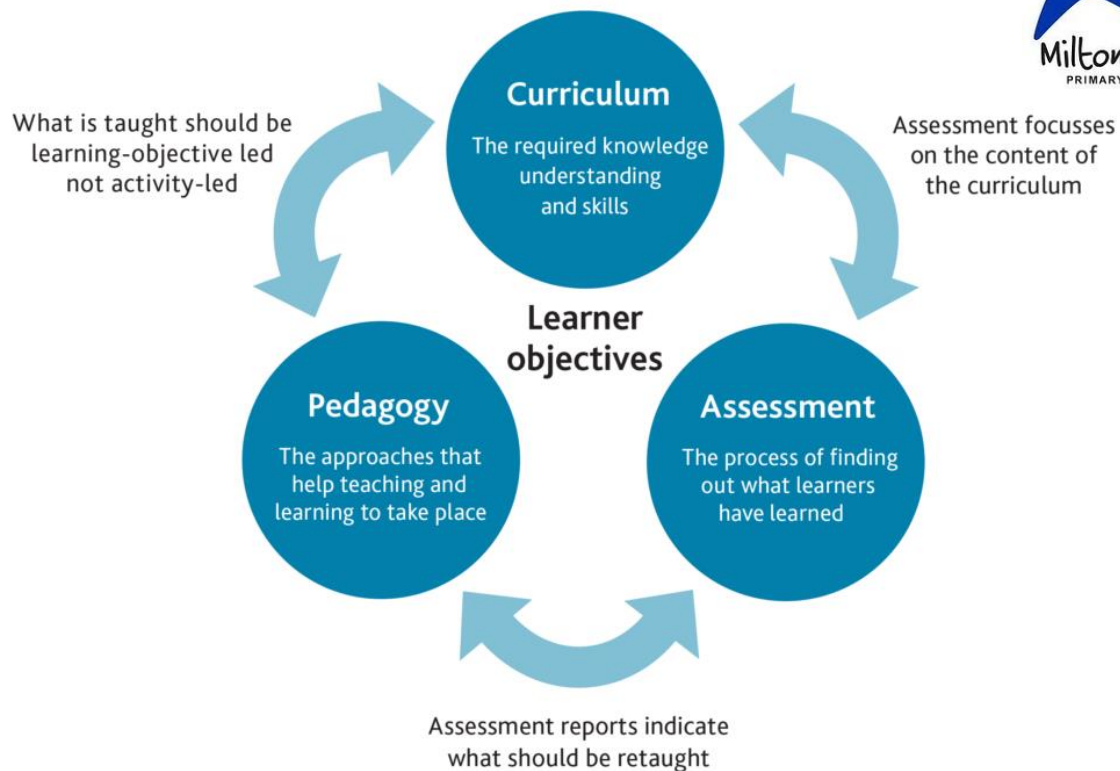 Milton
PRIMARY
Curriculum
The required knowledge
understanding
and skills
What is taught should be
learning-objective led
not activity-led
Assessment focusses
on the content of
the curriculum
Learner
objectives
Pedagogy
The approaches that
help teaching and
learning to take place
Assessment
The process of finding
out what learners
have learned
Assessment reports indicate
what should be retaught